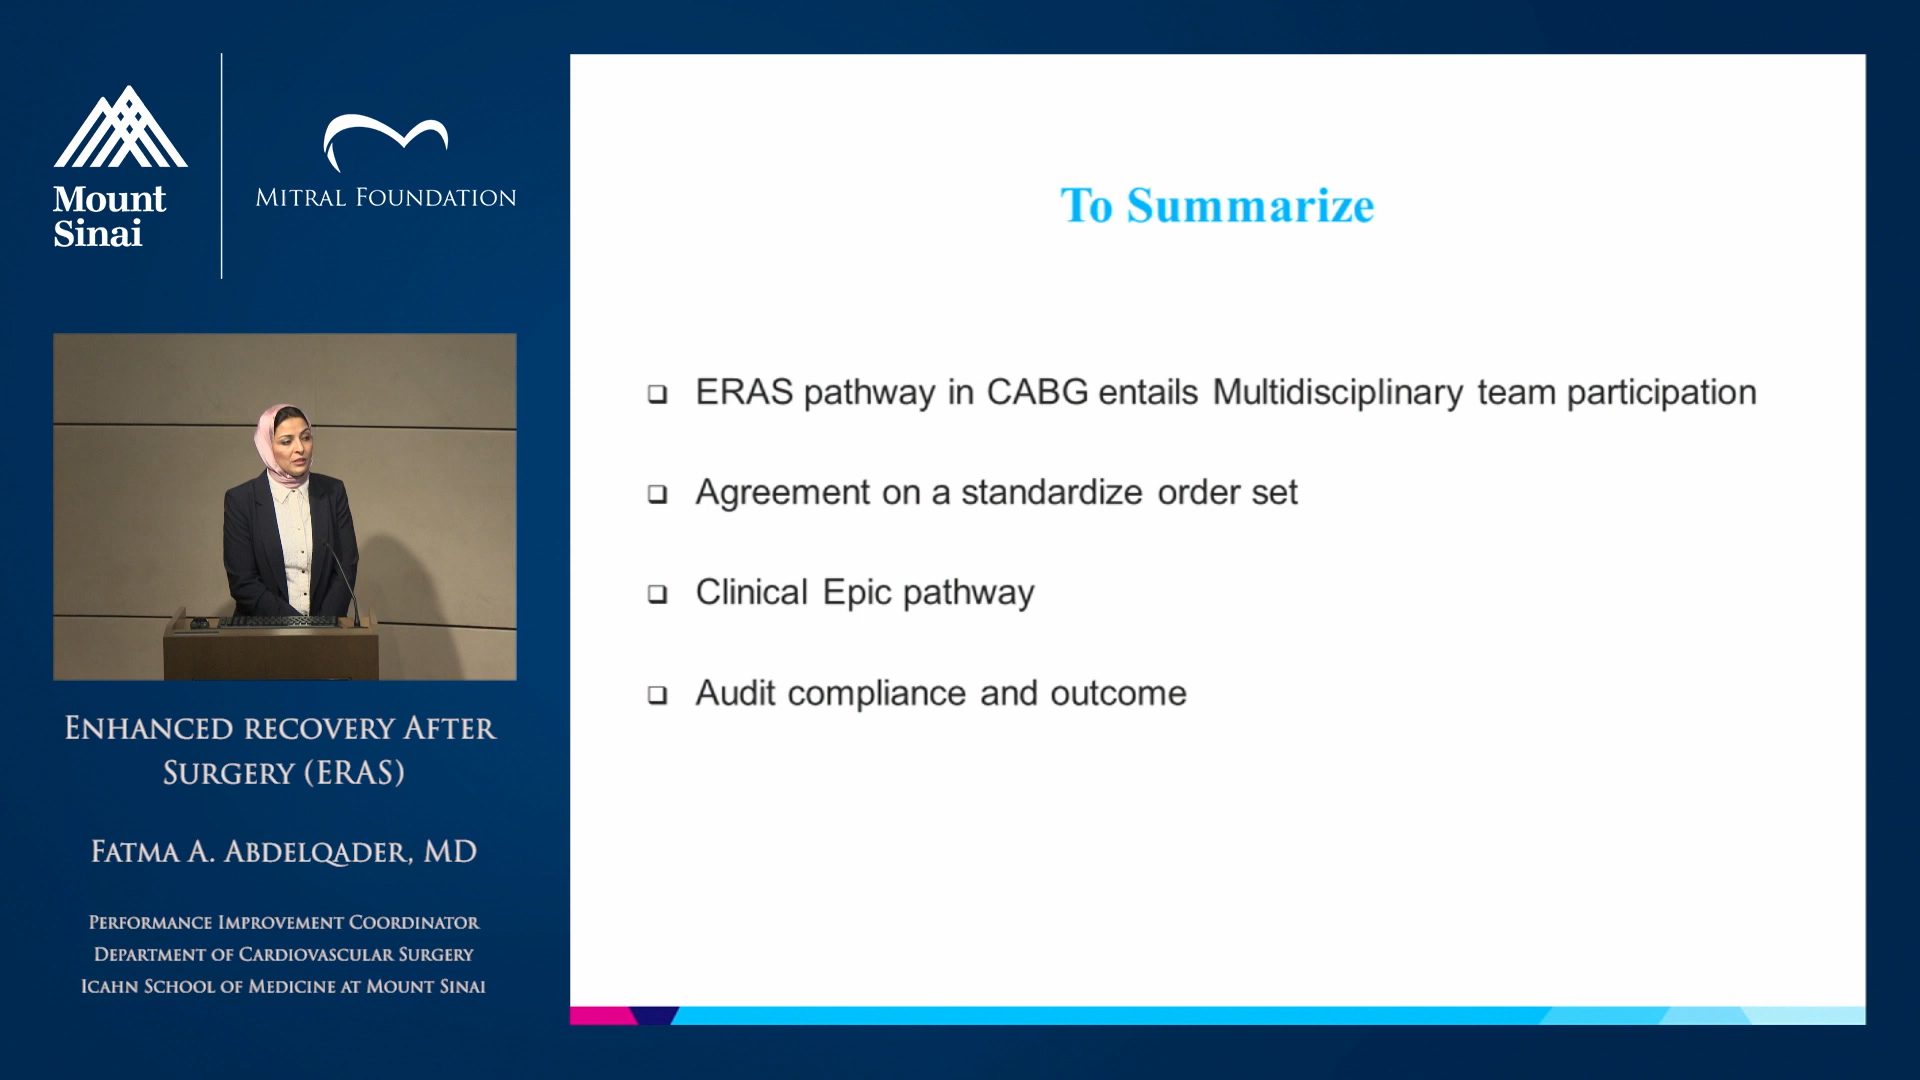 Mount
Sinai
MITRAL FOUNDATION
ENHANCED RECOVERY AFTER
SURGERY (ERAS)
FATMA A. ABDELQADER, MD
PERFORMANCE IMPROVEMENT COORDINATOR
DEPARTMENT OF CARDIOVASCULAR SURGERY
ICAHN SCHOOL OF MEDICINE AT MOUNT SINAI
To Summarize
❑ ERAS pathway in CABG entails Multidisciplinary team participation
❑ Agreement on a standardize order set
❑ Clinical Epic pathway
❑ Audit compliance and outcome